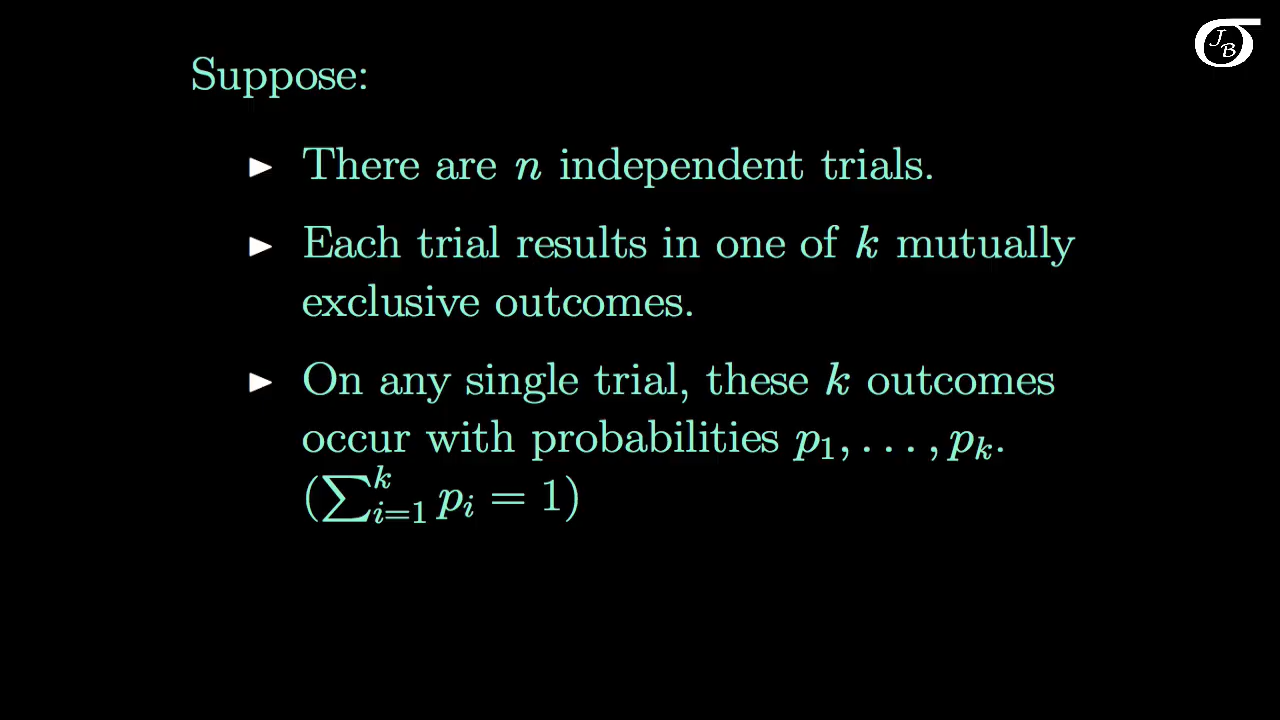 JB
Suppose:
► There are n independent trials.
► Each trial results in one of k mutually
exclusive outcomes.
► On any single trial, these k outcomes
occur with probabilities p₁, . . . , pₖ.
(∑ᵏᵢ₌₁ pᵢ = 1)